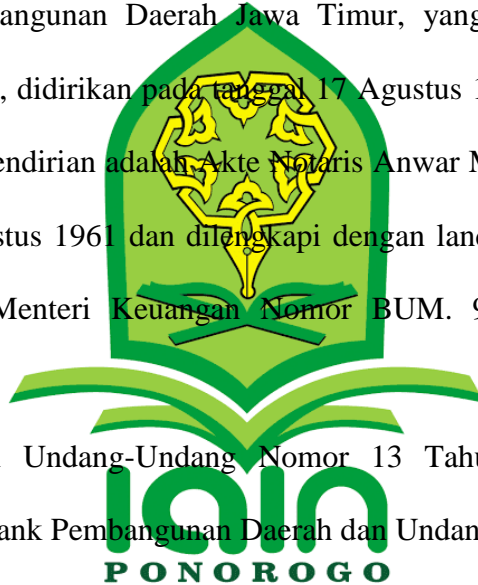 angunan Daerah Jawa Timur, yang
, didirikan pada tanggal 17 Agustus 1
endirian adalah Akte Notaris Anwar M
stus 1961 dan dilengkapi dengan land
Menteri Keuangan Nomor BUM. 9
Undang-Undang Nomor 13 Tahu
ank Pembangunan Daerah dan Undan
iain
PONOROGO